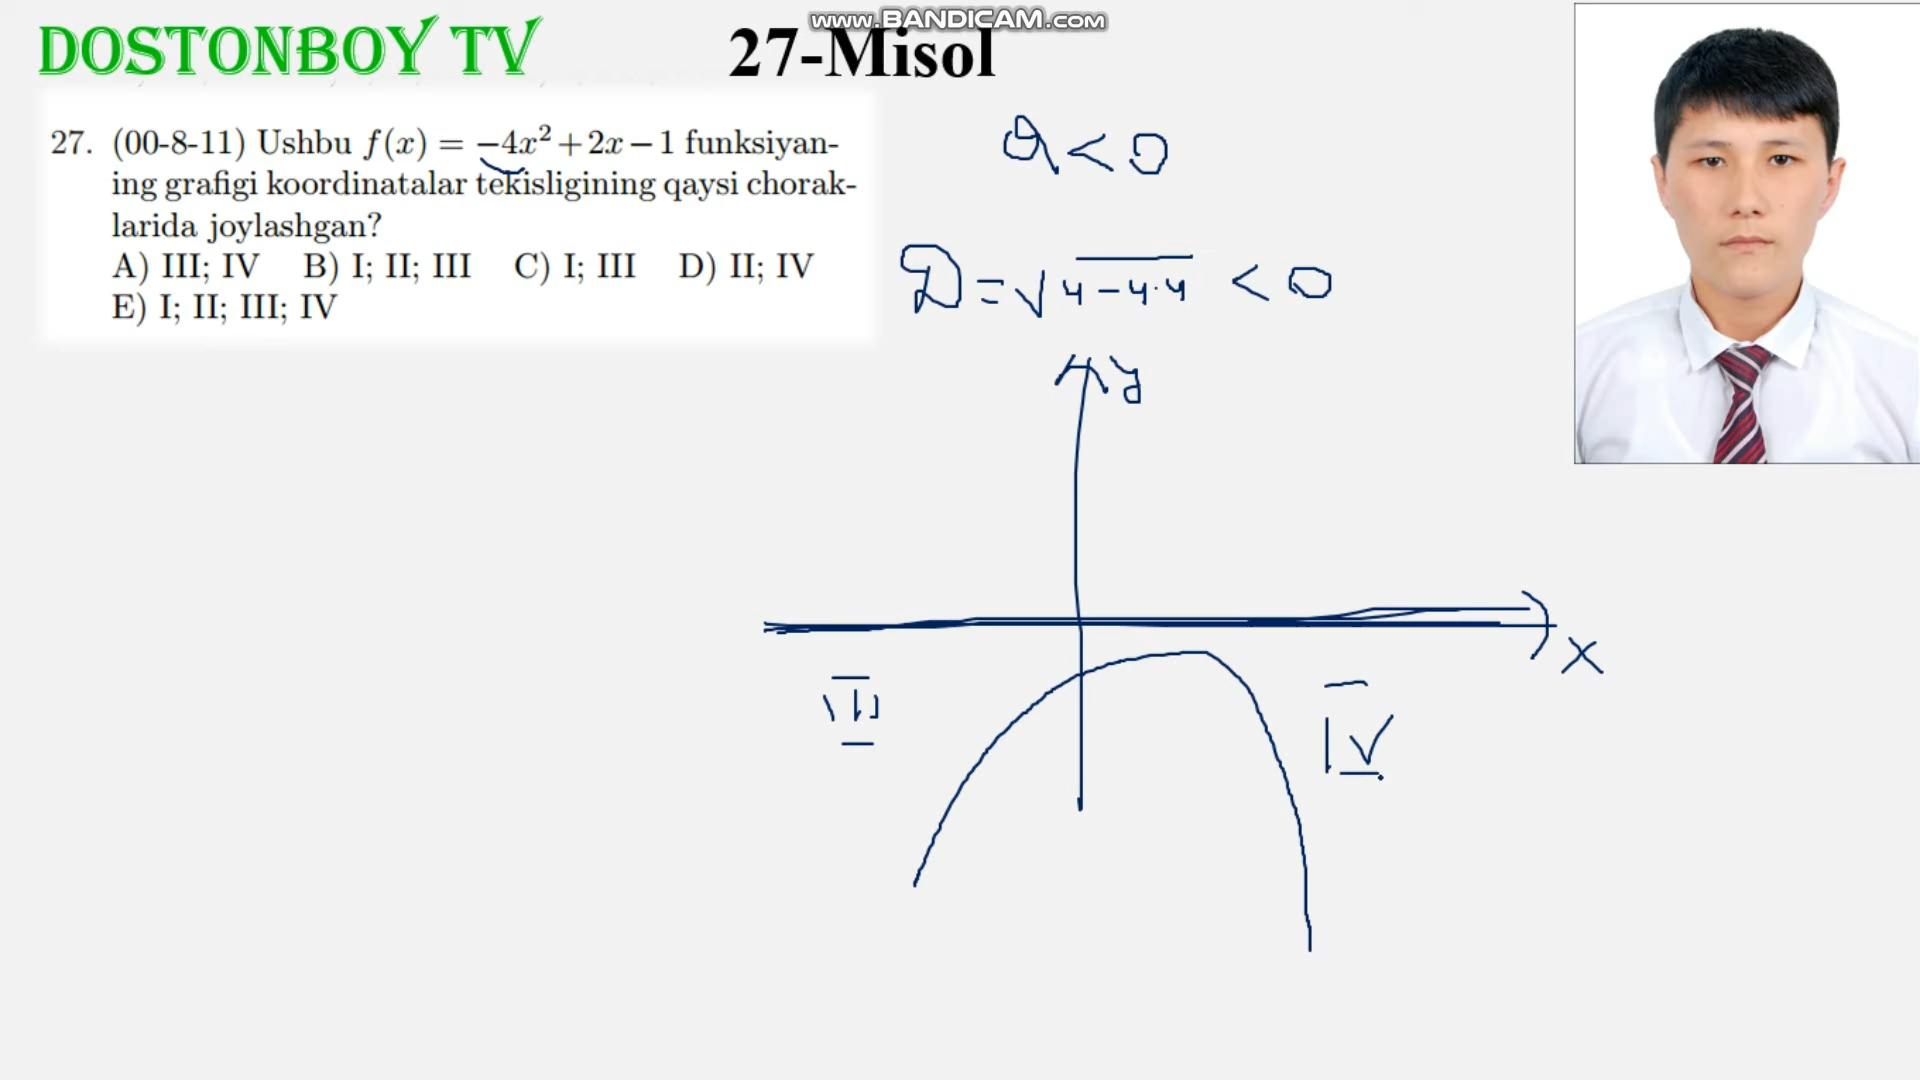 www.BANDICAM.com
DOSTONBOY TV
27-Misol
27. (00-8-11) Ushbu f(x) = −4x² + 2x − 1 funksiyan-
ing grafigi koordinatalar tekisligining qaysi chorak-
larida joylashgan?
A) III; IV B) I; II; III C) I; III D) II; IV
E) I; II; III; IV
a < 0
D = √4 − 4·4 < 0
y
x
III
IV